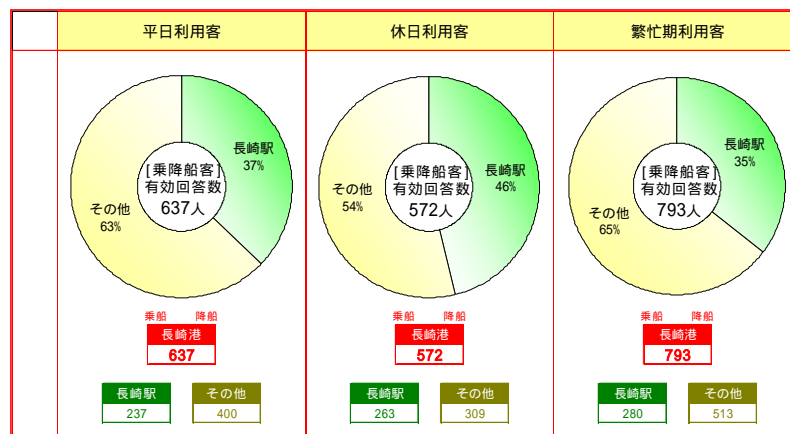 平日利用客
休日利用客
繁忙期利用客
長崎駅
37%
[乗降船客]
有効回答数
637人
その他
63%
長崎駅
46%
[乗降船客]
有効回答数
572人
その他
54%
長崎駅
35%
[乗降船客]
有効回答数
793人
その他
65%
乗船 降船
長崎港
637
乗船 降船
長崎港
572
乗船 降船
長崎港
793
長崎駅 その他
237 400
長崎駅 その他
263 309
長崎駅 その他
280 513